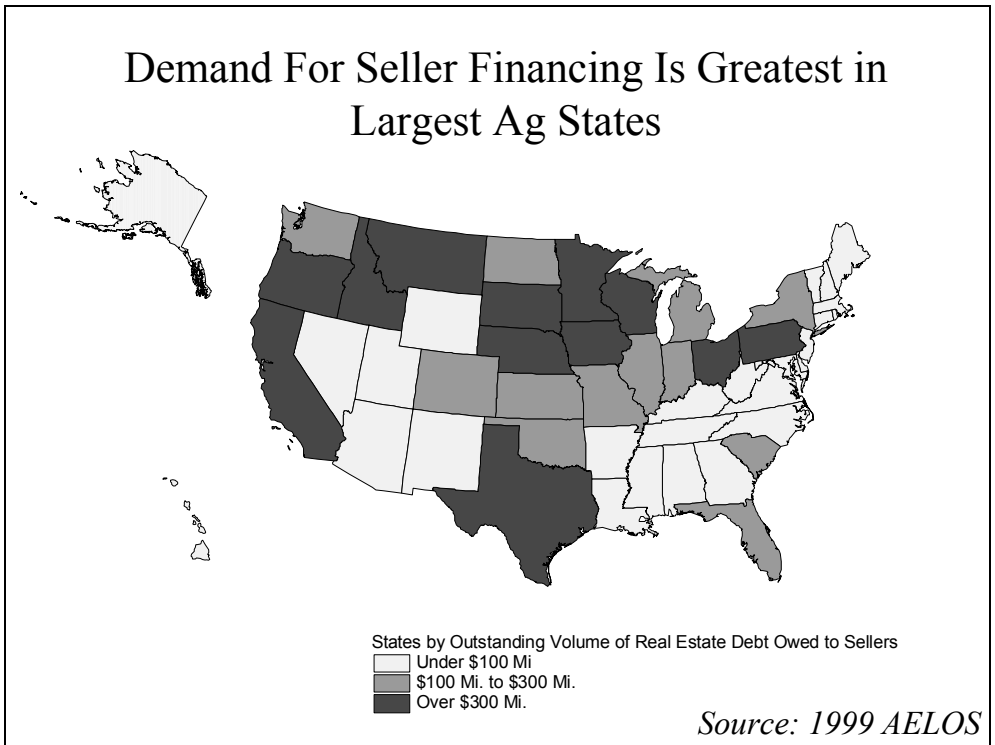 Demand For Seller Financing Is Greatest in
Largest Ag States
States by Outstanding Volume of Real Estate Debt Owed to Sellers
Under $100 Mi
$100 Mi. to $300 Mi.
Over $300 Mi.
Source: 1999 AELOS